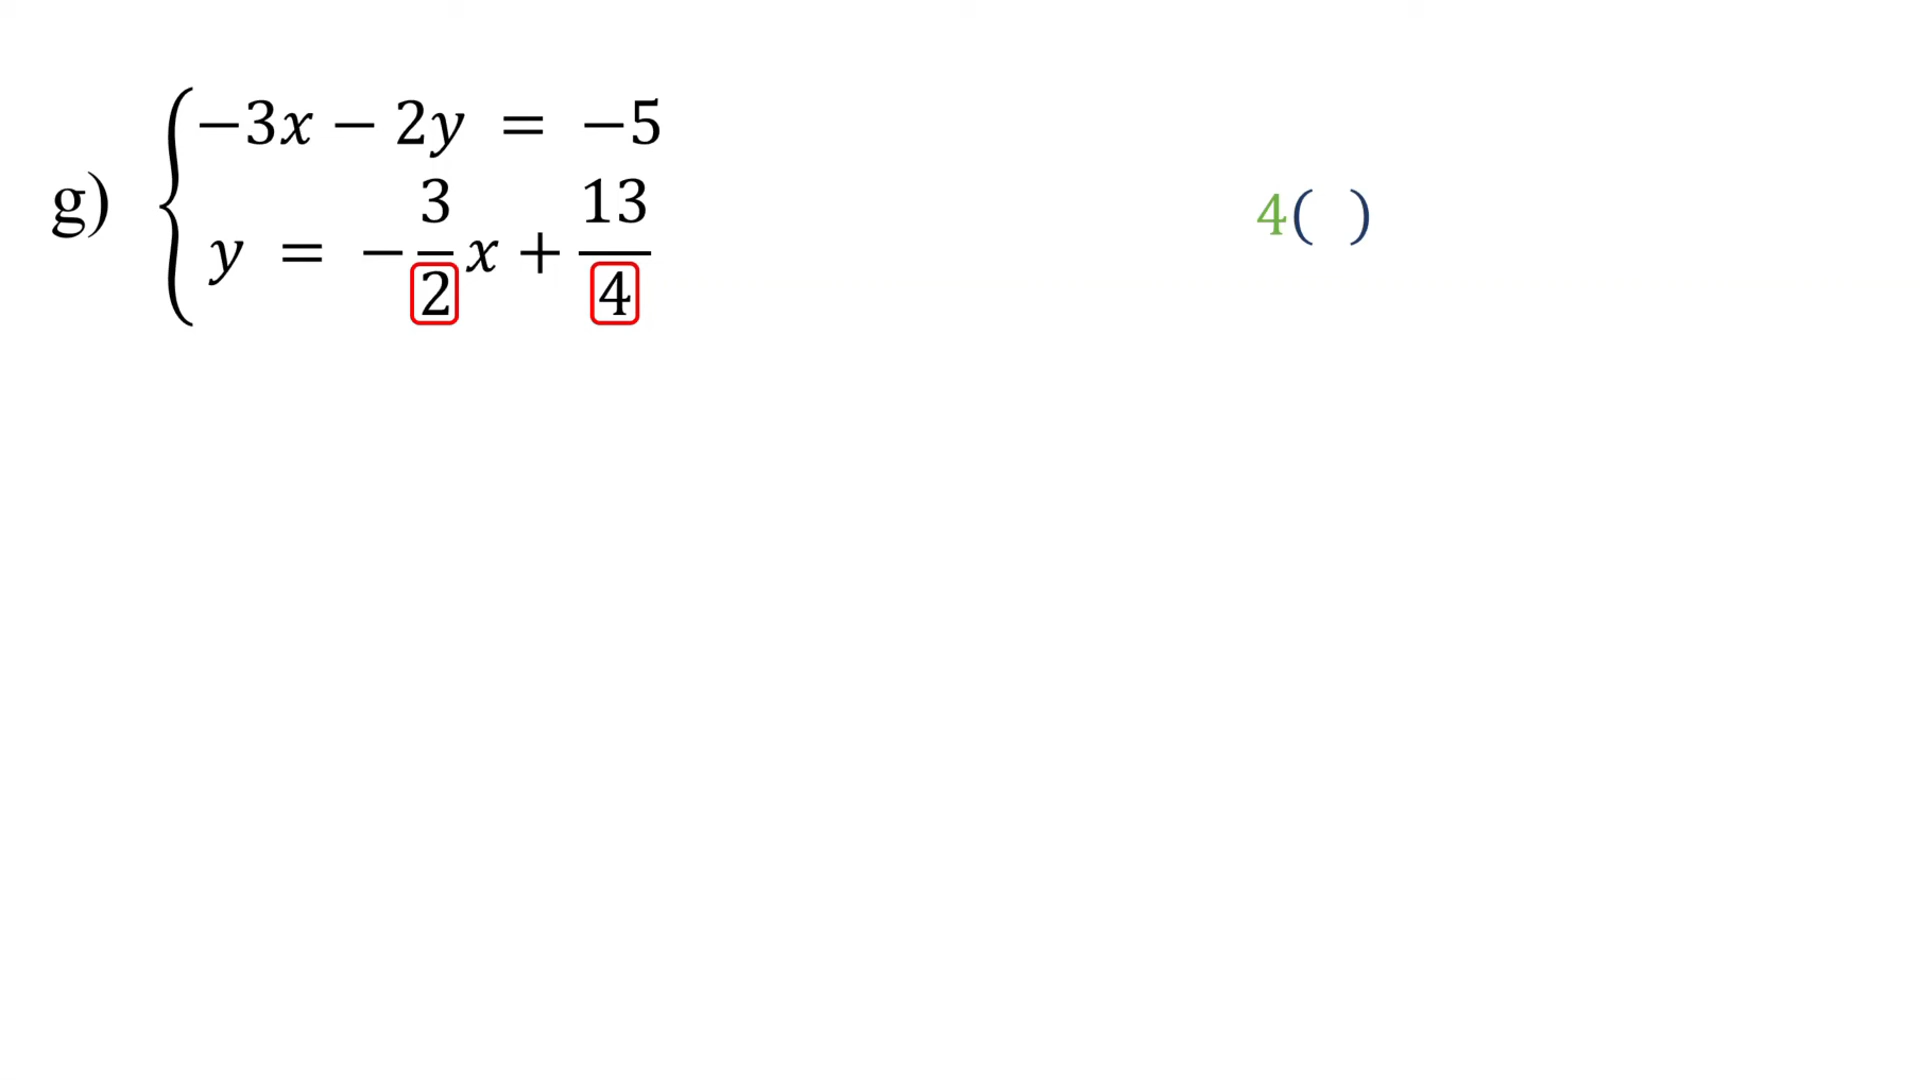 g) { −3x − 2y = −5
y = −3/2 x + 13/4
4( )